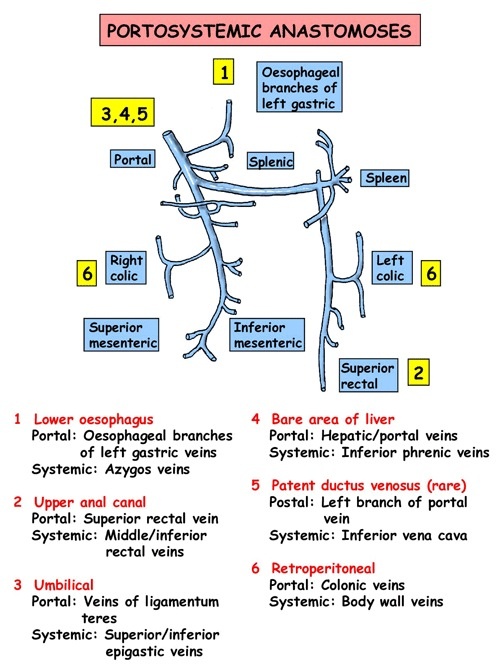 PORTOSYSTEMIC ANASTOMOSES
1
Oesophageal
branches of
left gastric
3,4,5
Portal
Splenic
Spleen
6
Right
colic
Left
colic
6
Superior
mesenteric
Inferior
mesenteric
Superior
rectal
2
1 Lower oesophagus
Portal: Oesophageal branches
of left gastric veins
Systemic: Azygos veins
2 Upper anal canal
Portal: Superior rectal vein
Systemic: Middle/inferior
rectal veins
3 Umbilical
Portal: Veins of ligamentum
teres
Systemic: Superior/inferior
epigastic veins
4 Bare area of liver
Portal: Hepatic/portal veins
Systemic: Inferior phrenic veins
5 Patent ductus venosus (rare)
Postal: Left branch of portal
vein
Systemic: Inferior vena cava
6 Retroperitoneal
Portal: Colonic veins
Systemic: Body wall veins